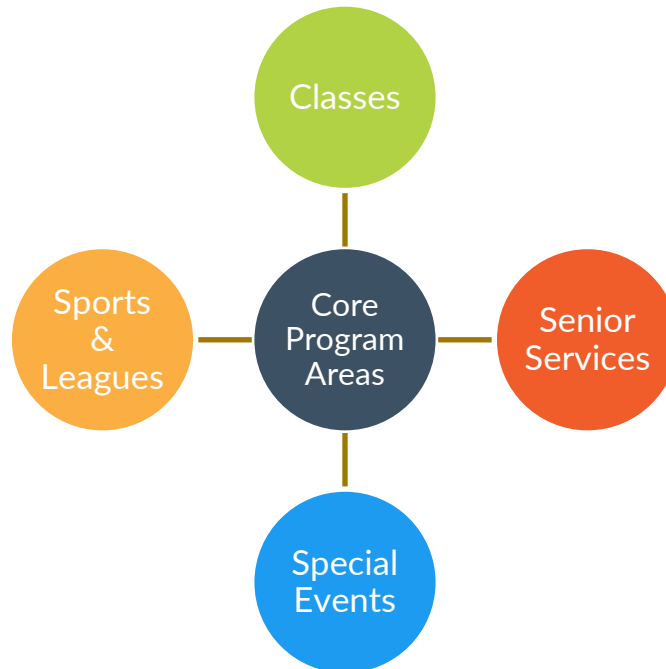 Classes
Sports
&
Leagues
Core
Program
Areas
Senior
Services
Special
Events